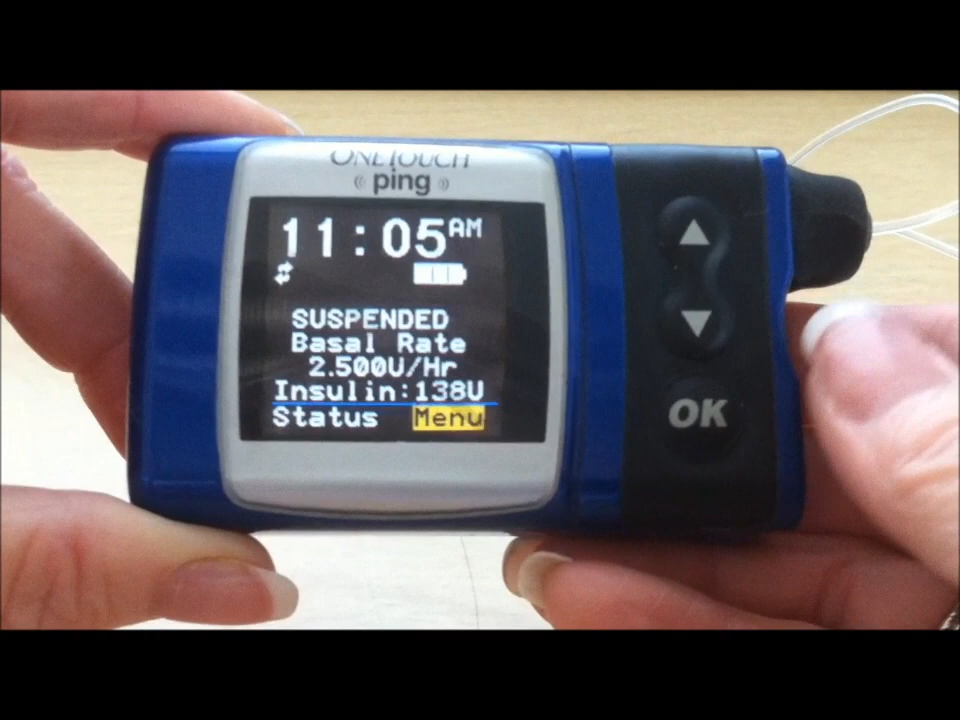 ONETOUCH
ping
11:05AM
SUSPENDED
Basal Rate
2.500U/Hr
Insulin:138U
Status Menu
OK